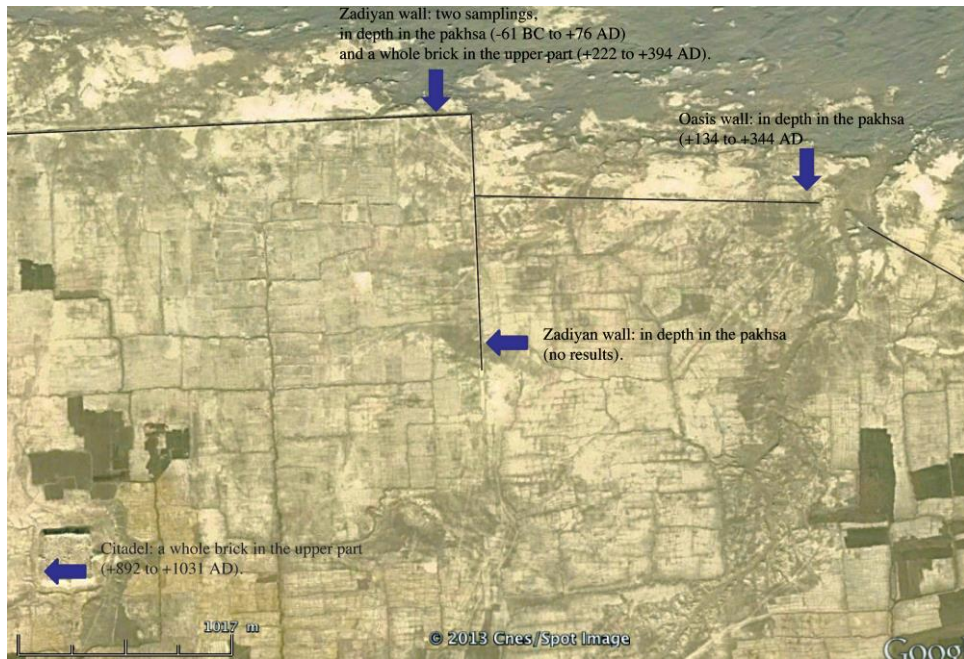 Zadiyan wall: two samplings,
in depth in the pakhsa (-61 BC to +76 AD)
and a whole brick in the upper part (+222 to +394 AD).
Oasis wall: in depth in the pakhsa
(+134 to +344 AD
Zadiyan wall: in depth in the pakhsa
(no results).
Citadel: a whole brick in the upper part
(+892 to +1031 AD).
1017 m
© 2013 Cnes/Spot Image
Googl